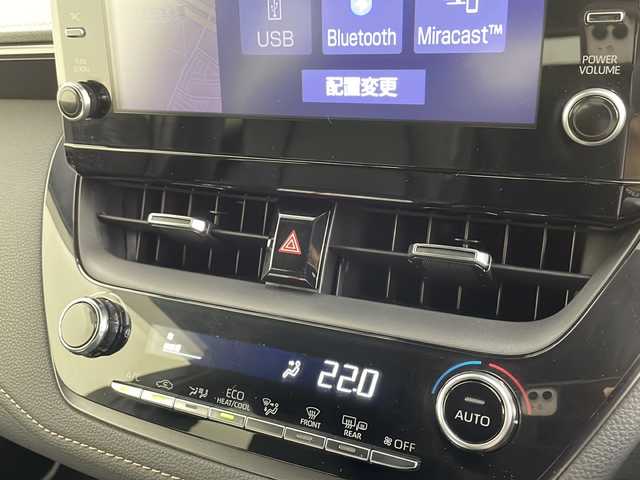 USB
Bluetooth
Miracast™
配置変更
POWER
VOLUME
22.0
A/C
ECO
HEAT/COOL
FRONT
REAR
OFF
AUTO